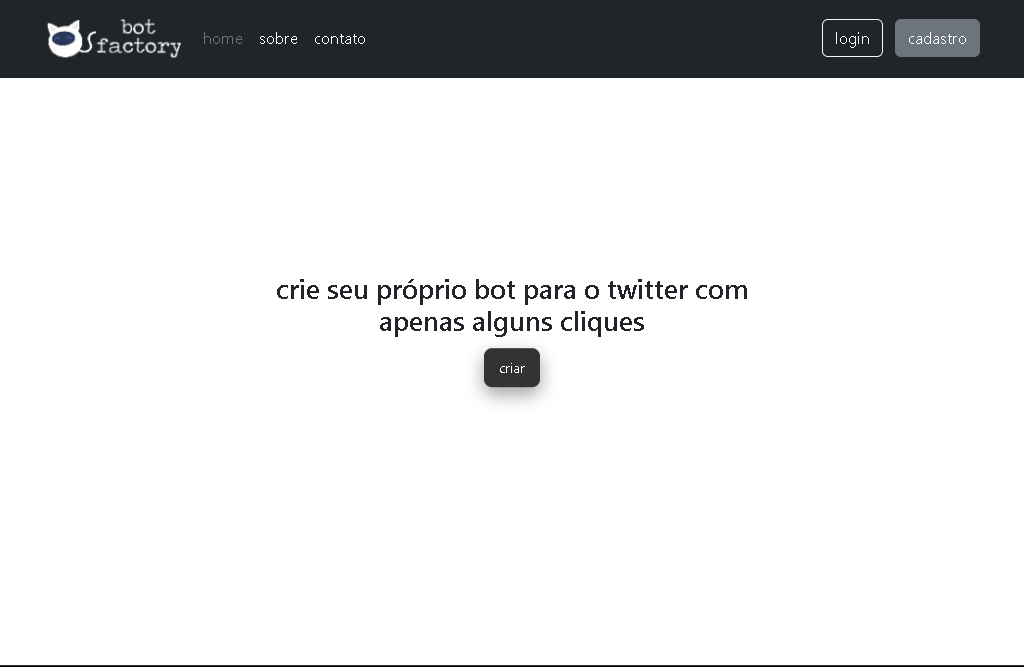 bot
factory
home sobre contato login cadastro
crie seu próprio bot para o twitter com
apenas alguns cliques
criar